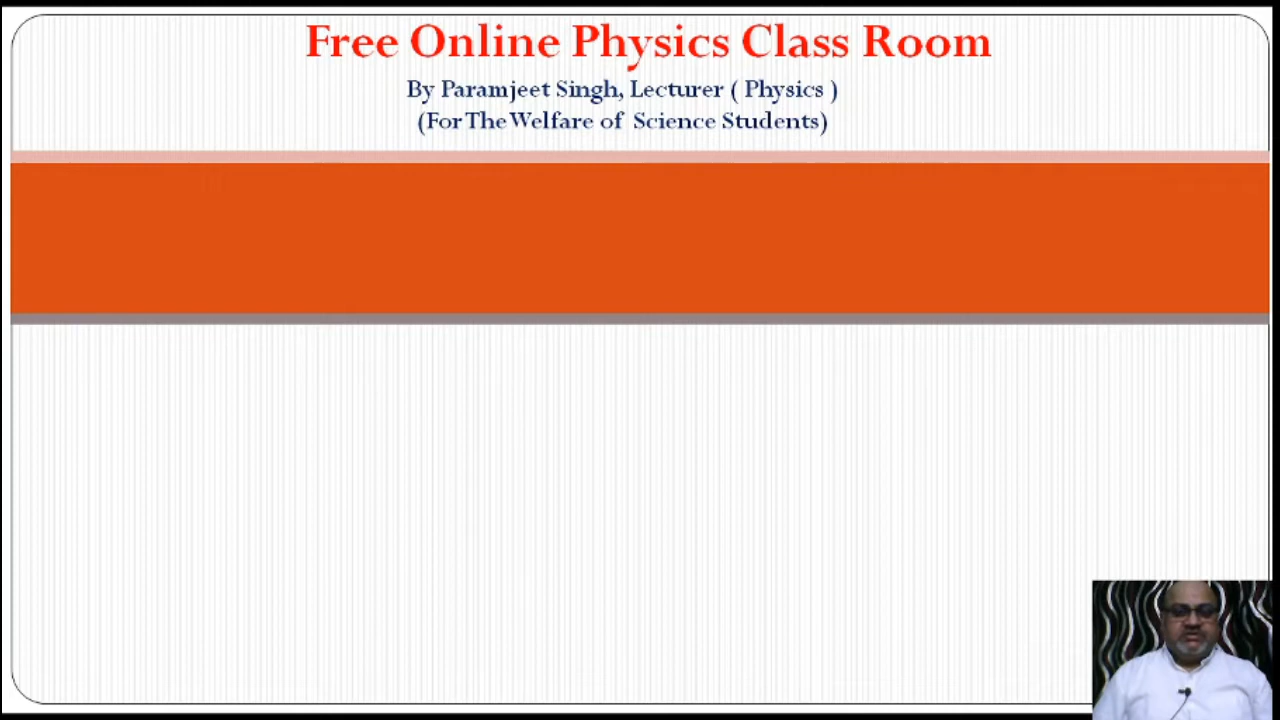 Free Online Physics Class Room
By Paramjeet Singh, Lecturer ( Physics )
(For The Welfare of Science Students)